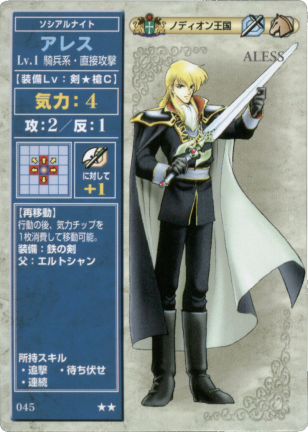 ソシアルナイト
アレス
Lv.1 騎兵系・直接攻撃
【装備Lv：剣★槍C】
気力：4
攻：2／反：1
に対して
+1
【再移動】
行動の後、気力チップを
1枚消費して移動可能。
装備：鉄の剣
父：エルトシャン
所持スキル
・追撃 ・待ち伏せ
・連続
045 ★★
ノディオン王国
ALESS